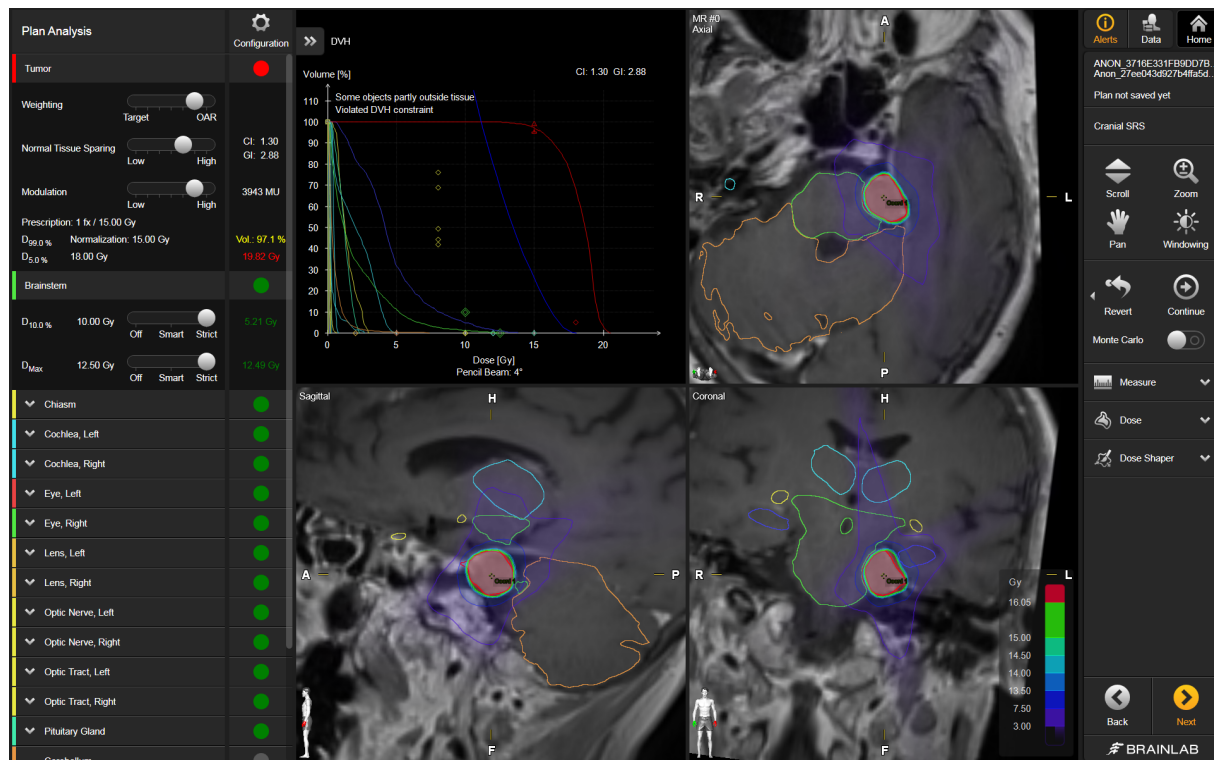 Plan Analysis
Configuration
Tumor
Weighting
Target OAR
Normal Tissue Sparing
Low High
CI: 1.30
GI: 2.88
Modulation
Low High
3943 MU
Prescription: 1 fx / 15.00 Gy
D99.0 % Normalization: 15.00 Gy Vol.: 97.1 %
D5.0 % 18.00 Gy 19.82 Gy
Brainstem
D10.0 % 10.00 Gy 5.21 Gy
Off Smart Strict
DMax 12.50 Gy 12.49 Gy
Off Smart Strict
Chiasm
Cochlea, Left
Cochlea, Right
Eye, Left
Eye, Right
Lens, Left
Lens, Right
Optic Nerve, Left
Optic Nerve, Right
Optic Tract, Left
Optic Tract, Right
Pituitary Gland
DVH
Volume [%]
CI: 1.30 GI: 2.88
Some objects partly outside tissue
Violated DVH constraint
110
100
90
80
70
60
50
40
30
20
10
0
0 5 10 15 20
Dose [Gy]
Pencil Beam: 4°
MR #0
Axial
A
R
L
P
Sagittal
H
A
P
F
Coronal
H
R
L
F
Gy
16.05
15.00
14.50
14.00
13.50
7.50
3.00
Alerts
Data
Home
ANON_3716E331FB9DD7B...
Anon_27ee043d927b4ffa5d...
Plan not saved yet
Cranial SRS
Scroll
Zoom
Pan
Windowing
Revert
Continue
Monte Carlo
Measure
Dose
Dose Shaper
Back
Next
BRAINLAB